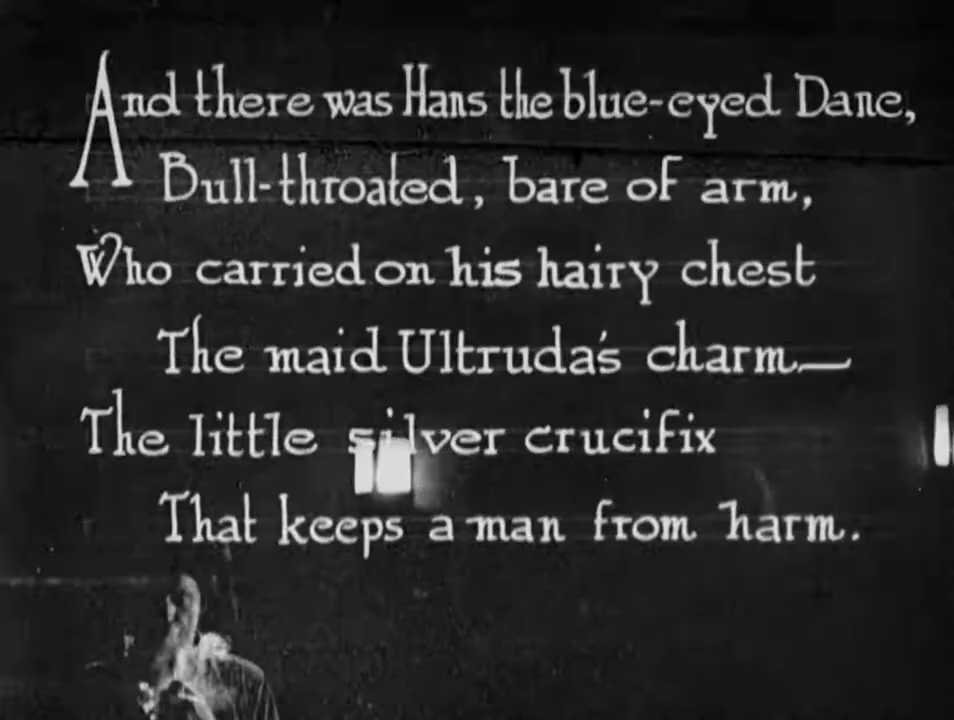 And there was Hans the blue-eyed Dane,
Bull-throated, bare of arm,
Who carried on his hairy chest
The maid Ultruda's charm—
The little silver crucifix
That keeps a man from harm.